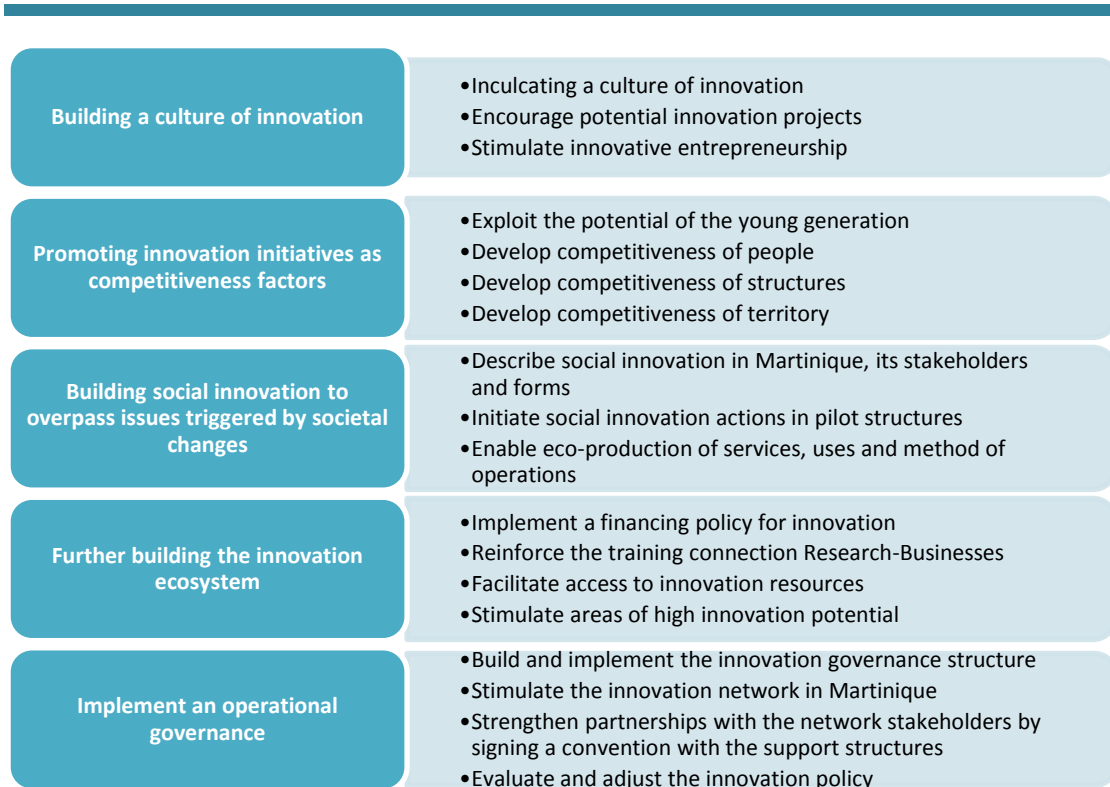 Building a culture of innovation
•Inculcating a culture of innovation
•Encourage potential innovation projects
•Stimulate innovative entrepreneurship
Promoting innovation initiatives as
competitiveness factors
•Exploit the potential of the young generation
•Develop competitiveness of people
•Develop competitiveness of structures
•Develop competitiveness of territory
Building social innovation to
overpass issues triggered by societal
changes
•Describe social innovation in Martinique, its stakeholders
and forms
•Initiate social innovation actions in pilot structures
•Enable eco-production of services, uses and method of
operations
Further building the innovation
ecosystem
•Implement a financing policy for innovation
•Reinforce the training connection Research-Businesses
•Facilitate access to innovation resources
•Stimulate areas of high innovation potential
Implement an operational
governance
•Build and implement the innovation governance structure
•Stimulate the innovation network in Martinique
•Strengthen partnerships with the network stakeholders by
signing a convention with the support structures
•Evaluate and adjust the innovation policy